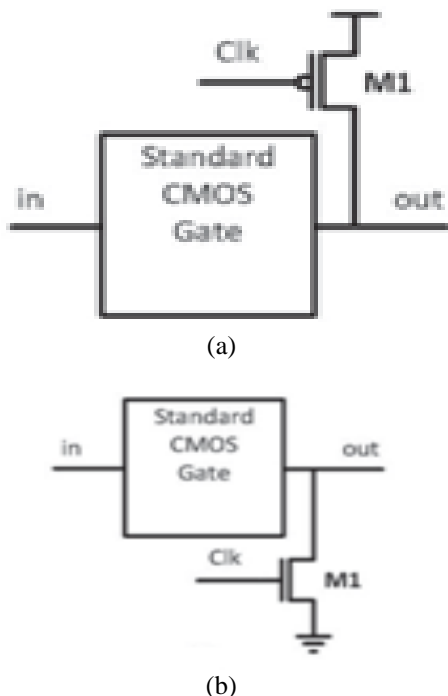 Clk
M1
Standard
in
CMOS
out
Gate
(a)
Standard
in
CMOS
out
Gate
Clk
M1
(b)